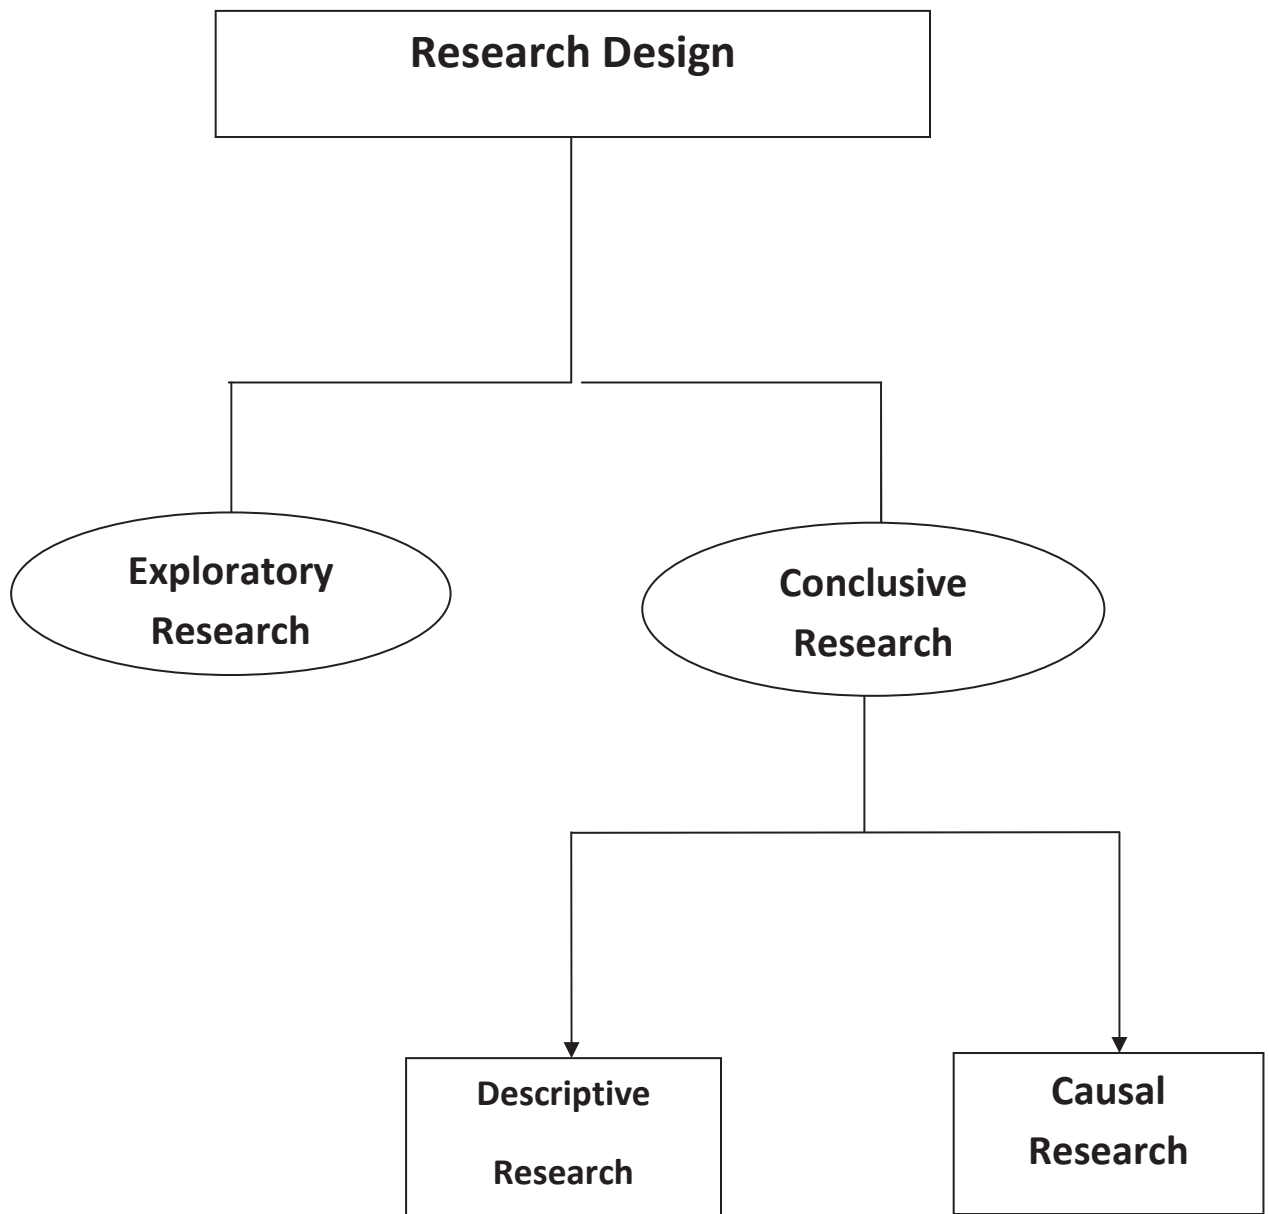 Research Design
Exploratory
Research
Conclusive
Research
Descriptive
Research
Causal
Research